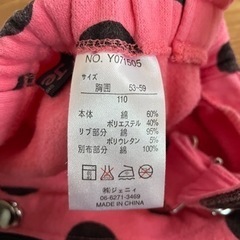 NO. Y071505
サイズ
胸囲 53-59
110
本体 綿 60%
ポリエステル 40%
リブ部分 綿 95%
ポリウレタン 5%
別布部分 綿 100%
㈱ジェニィ
06-6271-3469
MADE IN CHINA